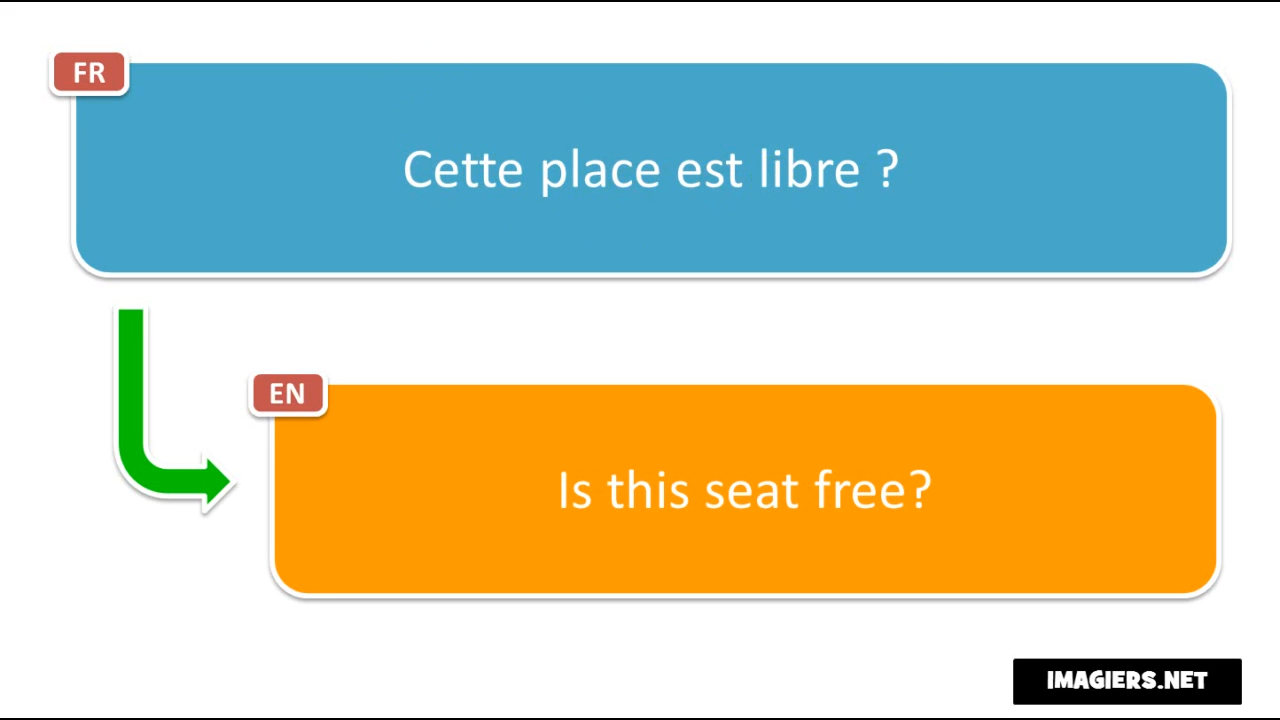 FR
Cette place est libre ?
EN
Is this seat free?
IMAGIERS.NET